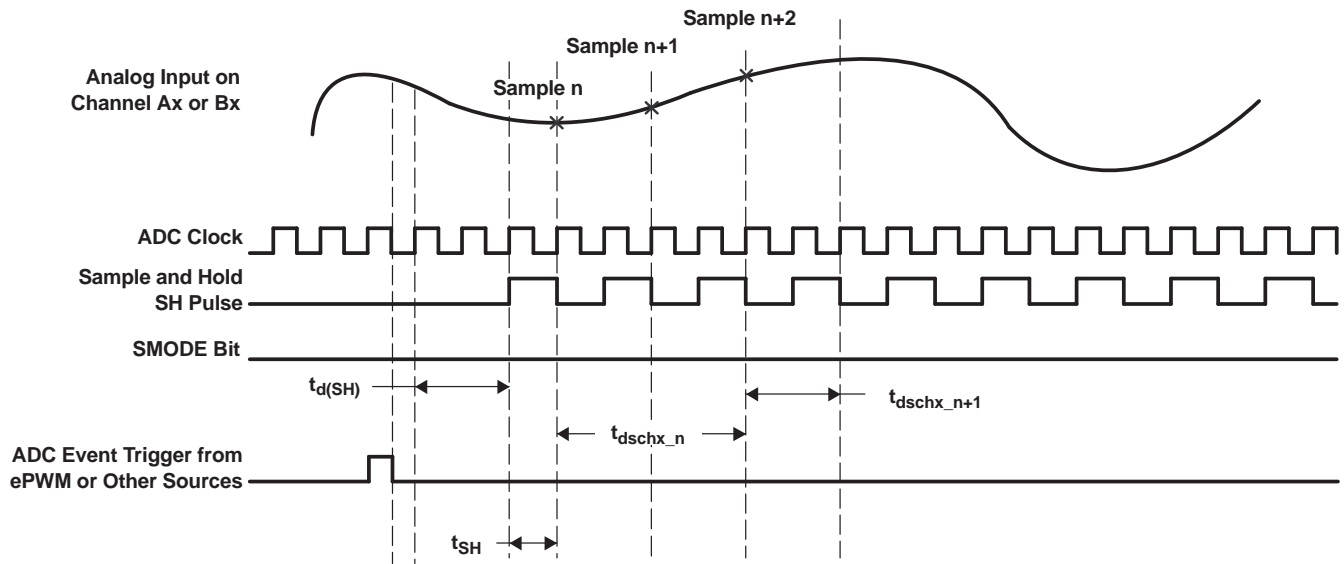 Sample n+2
Sample n+1
Analog Input on
Channel Ax or Bx
Sample n
ADC Clock
Sample and Hold
SH Pulse
SMODE Bit
td(SH)
tdschx_n+1
tdschx_n
ADC Event Trigger from
ePWM or Other Sources
tSH